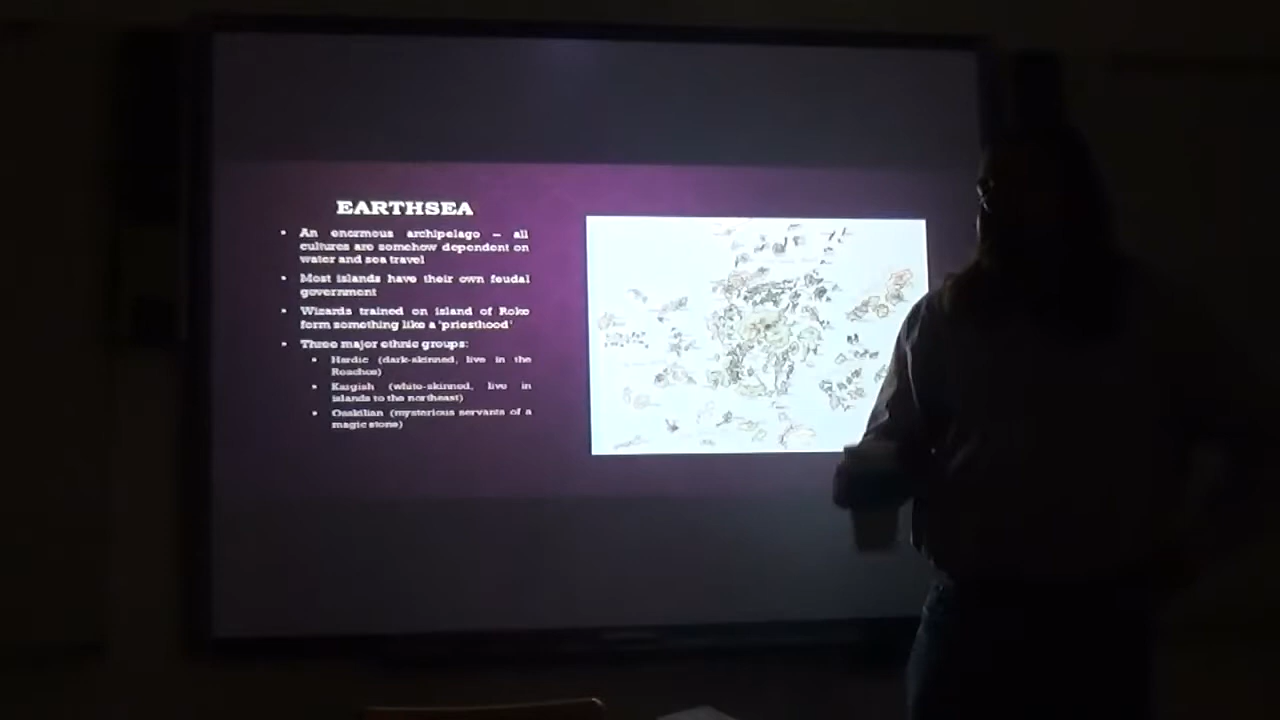 EARTHSEA
An enormous archipelago – all
cultures are somehow dependent on
water and sea travel
Most islands have their own feudal
government
Wizards trained on island of Roke
form something like a 'priesthood'
Three major ethnic groups:
Hardic (dark-skinned, live in the
Reaches)
Kargish (white-skinned, live in
islands to the northeast)
Osskilian (mysterious servants of a
magic stone)